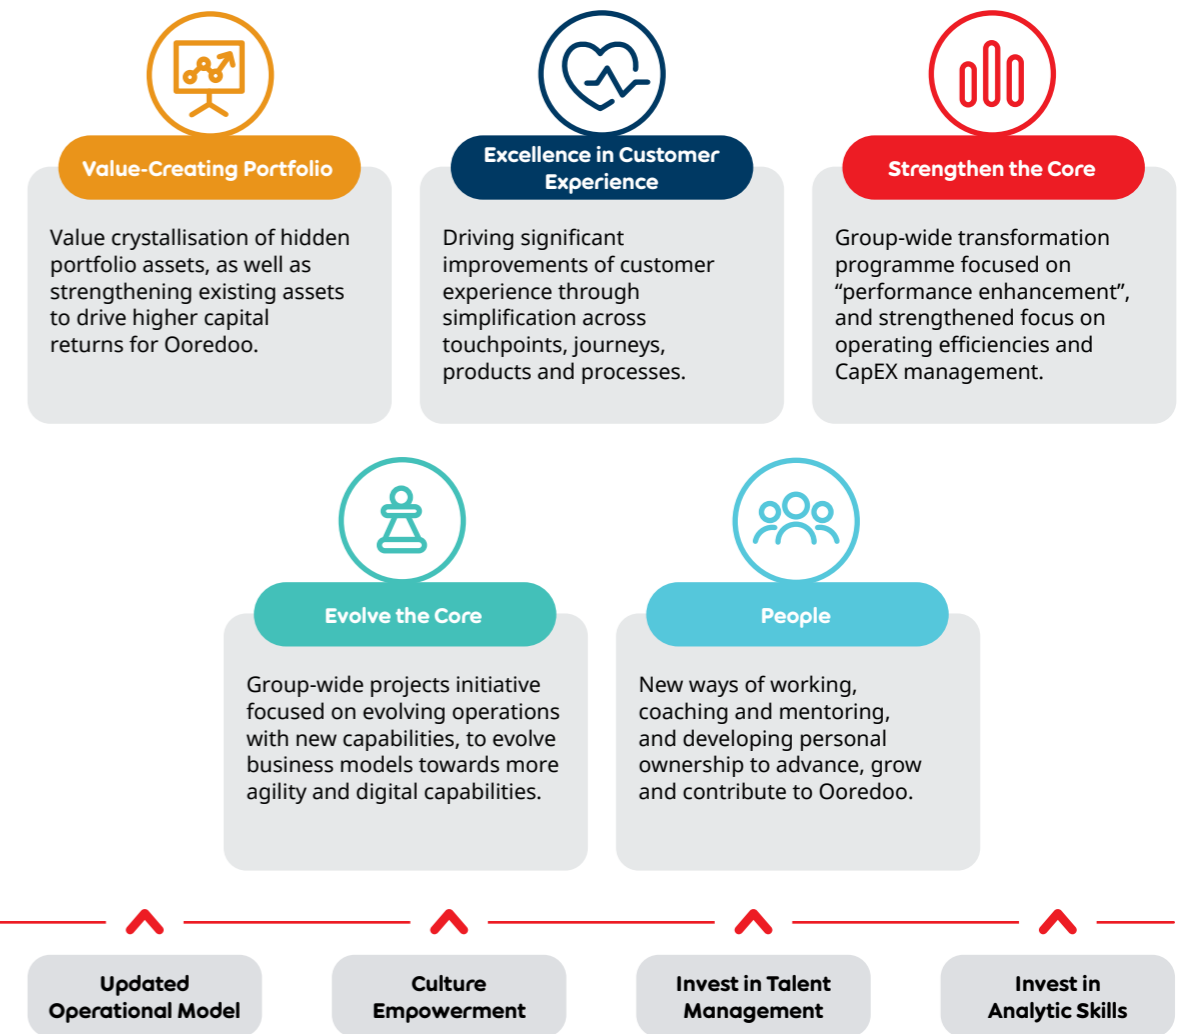 Value-Creating Portfolio
Value crystallisation of hidden
portfolio assets, as well as
strengthening existing assets
to drive higher capital
returns for Ooredoo.
Excellence in Customer
Experience
Driving significant
improvements of customer
experience through
simplification across
touchpoints, journeys,
products and processes.
Strengthen the Core
Group-wide transformation
programme focused on
“performance enhancement”,
and strengthened focus on
operating efficiencies and
CapEX management.
Evolve the Core
Group-wide projects initiative
focused on evolving operations
with new capabilities, to evolve
business models towards more
agility and digital capabilities.
People
New ways of working,
coaching and mentoring,
and developing personal
ownership to advance, grow
and contribute to Ooredoo.
Updated
Operational Model
Culture
Empowerment
Invest in Talent
Management
Invest in
Analytic Skills